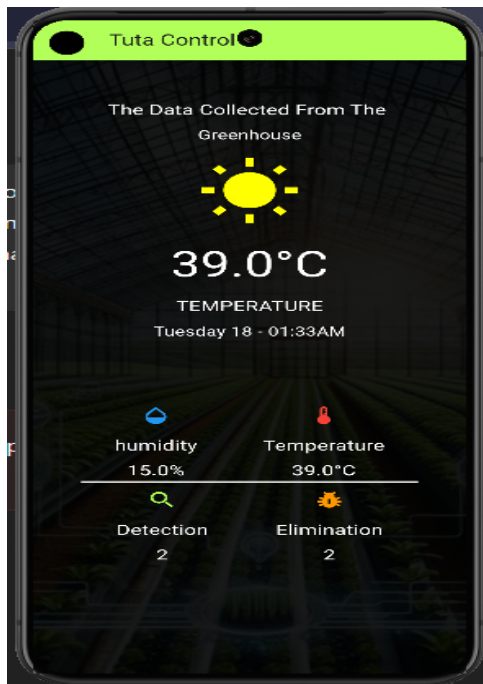 Tuta Control
The Data Collected From The
Greenhouse
39.0°C
TEMPERATURE
Tuesday 18 - 01:33AM
humidity Temperature
15.0% 39.0°C
Detection Elimination
2 2